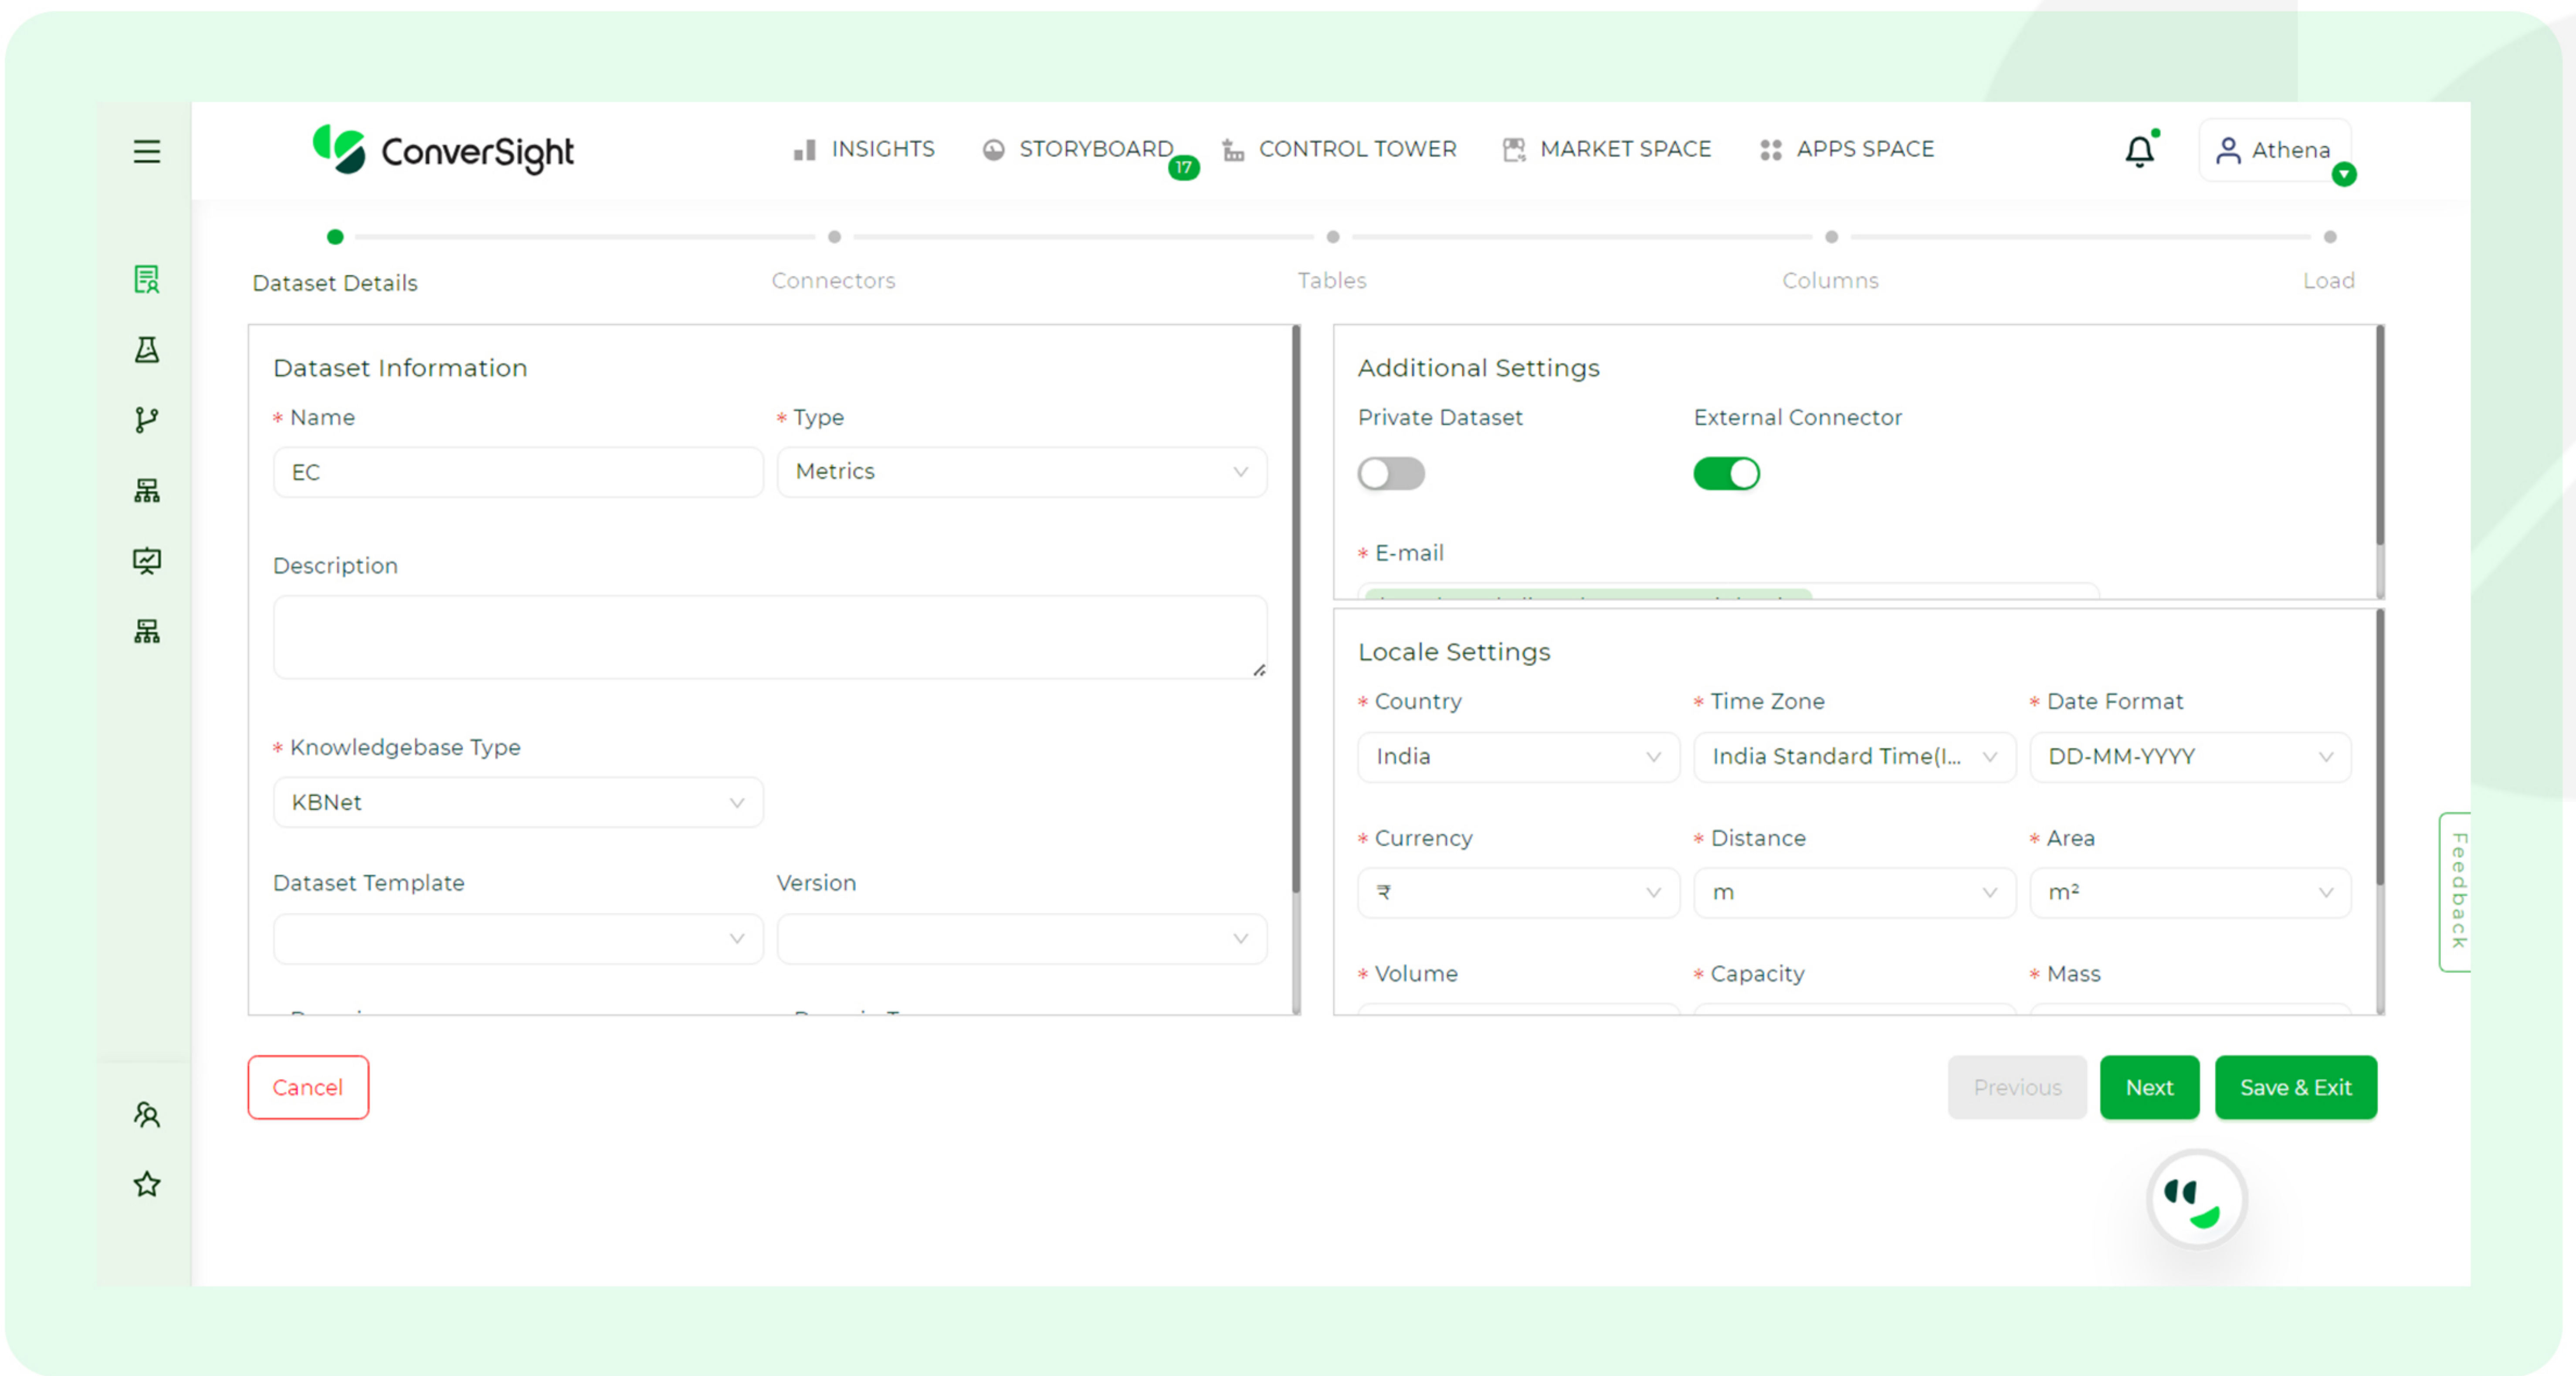 ConverSight
INSIGHTS
STORYBOARD
17
CONTROL TOWER
MARKET SPACE
APPS SPACE
Athena
Dataset Details
Connectors
Tables
Columns
Load
Dataset Information
* Name
* Type
EC
Metrics
Description
* Knowledgebase Type
KBNet
Dataset Template
Version
Additional Settings
Private Dataset
External Connector
* E-mail
Locale Settings
* Country
* Time Zone
* Date Format
India
India Standard Time(I...
DD-MM-YYYY
* Currency
* Distance
* Area
₹
m
m²
* Volume
* Capacity
* Mass
Feedback
Cancel
Previous
Next
Save & Exit